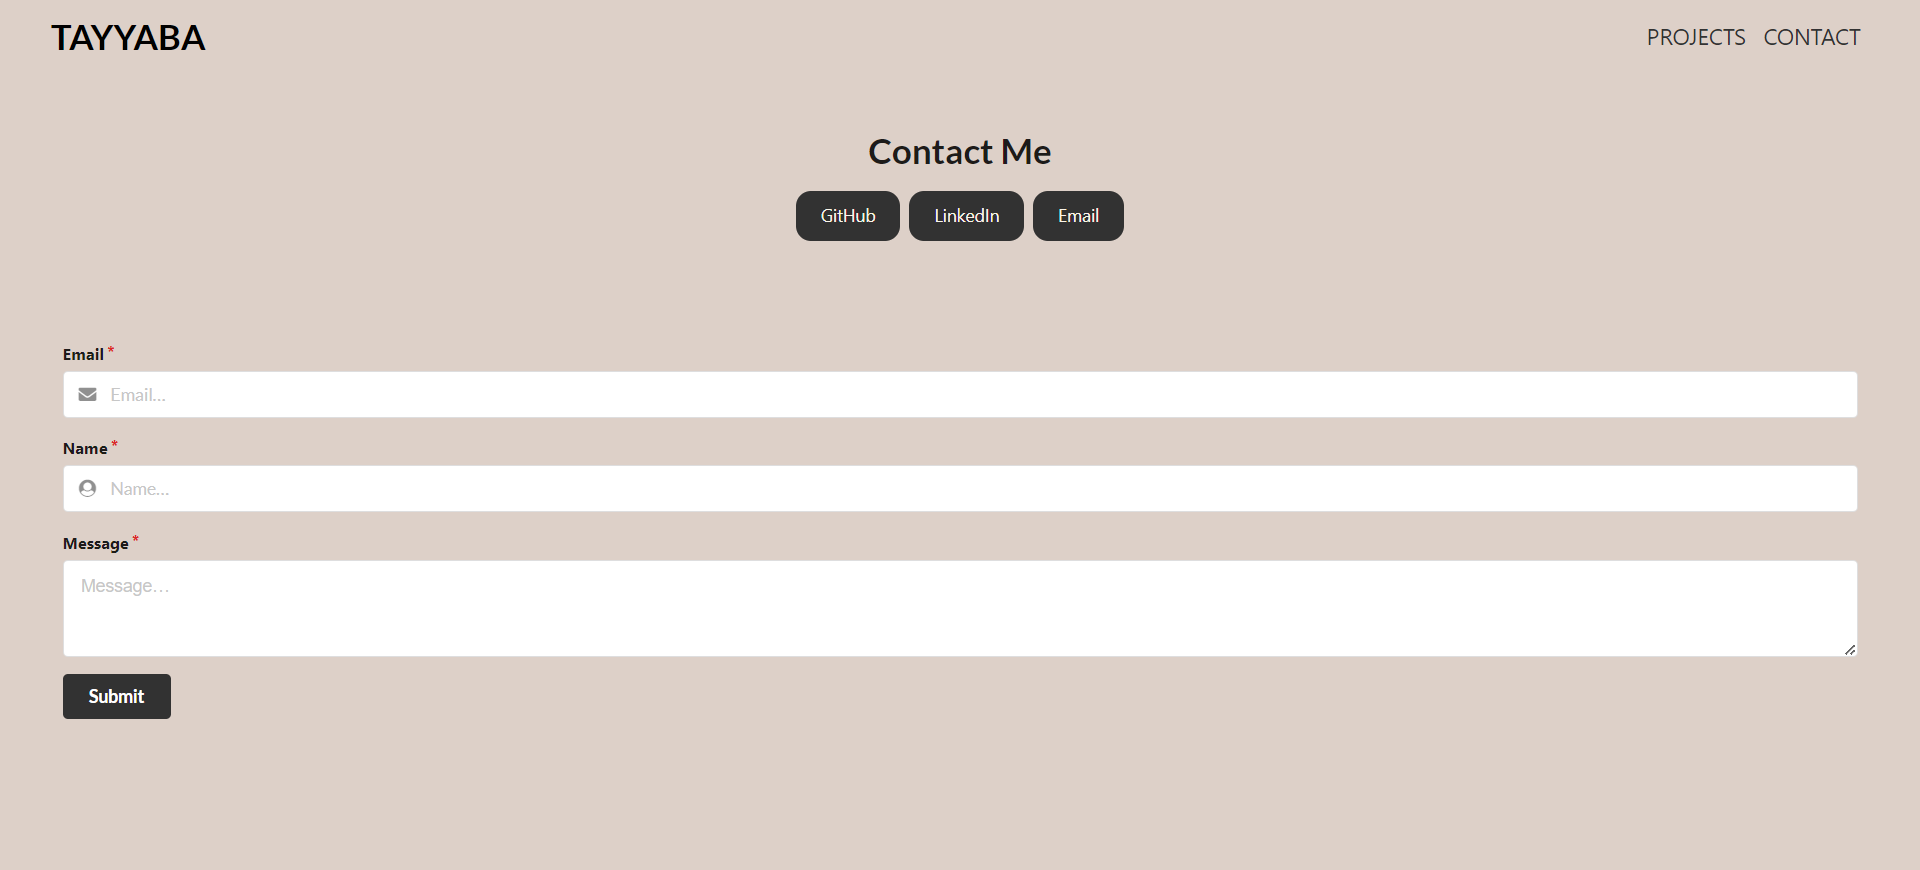 TAYYABA
PROJECTS CONTACT
Contact Me
GitHub LinkedIn Email
Email *
Email...
Name *
Name...
Message *
Message...
Submit